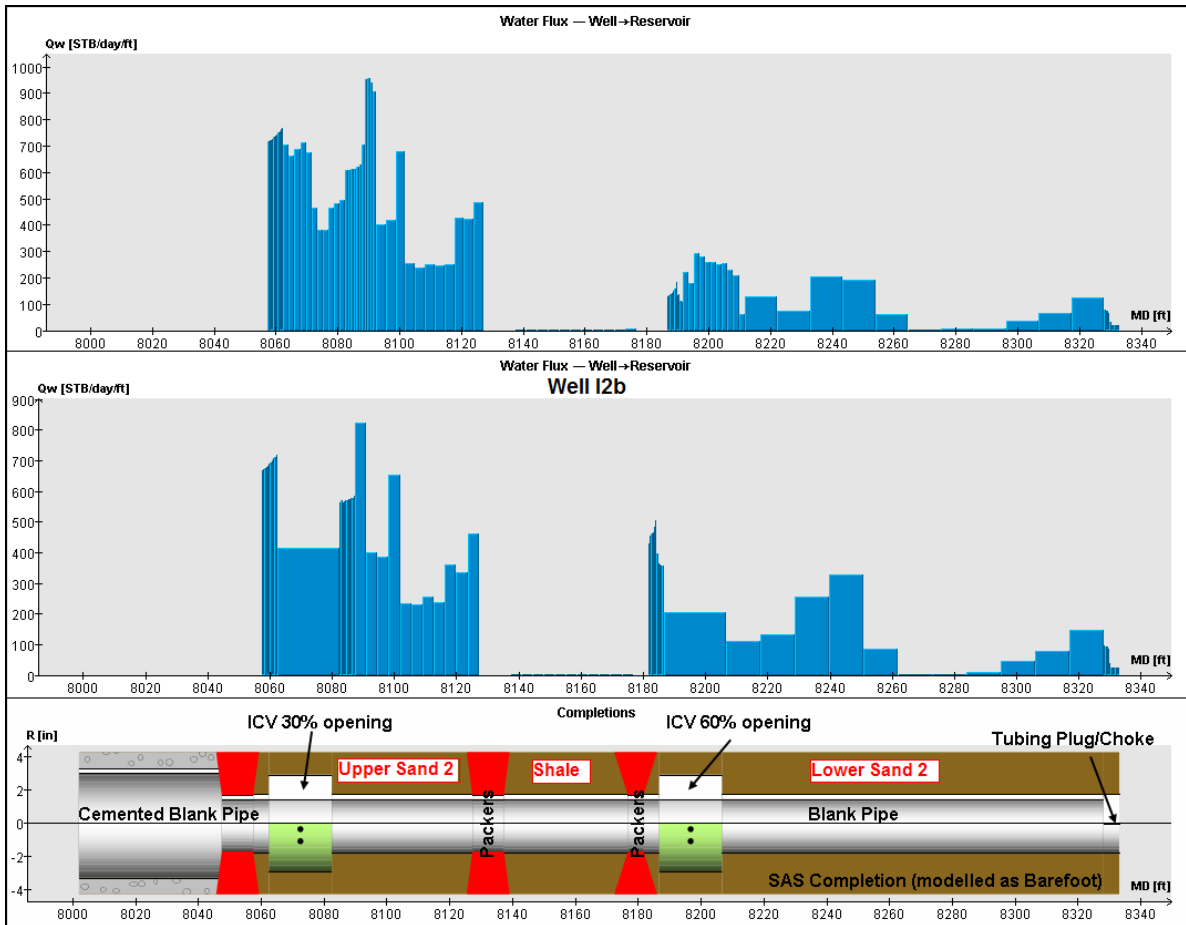 Water Flux — Well→Reservoir
Qw [STB/day/ft]
1000
900
800
700
600
500
400
300
200
100
0
MD [ft]
8000 8020 8040 8060 8080 8100 8120 8140 8160 8180 8200 8220 8240 8260 8280 8300 8320 8340
Water Flux — Well→Reservoir
Well I2b
Qw [STB/day/ft]
900
800
700
600
500
400
300
200
100
0
MD [ft]
8000 8020 8040 8060 8080 8100 8120 8140 8160 8180 8200 8220 8240 8260 8280 8300 8320 8340
Completions
ICV 30% opening
ICV 60% opening
R [in]
Tubing Plug/Choke
4
2
0
-2
-4
Upper Sand 2
Shale
Lower Sand 2
Cemented Blank Pipe
Packers
Packers
Blank Pipe
SAS Completion (modelled as Barefoot)
MD [ft]
8000 8020 8040 8060 8080 8100 8120 8140 8160 8180 8200 8220 8240 8260 8280 8300 8320 8340